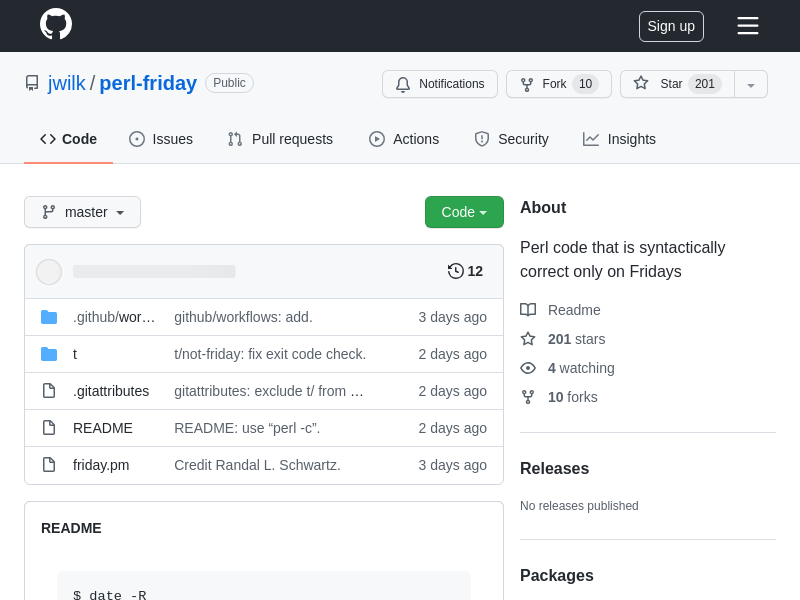 Sign up
jwilk / perl-friday Public
Notifications
Fork 10
Star 201
Code
Issues
Pull requests
Actions
Security
Insights
master
Code
12
.github/wor…
github/workflows: add.
3 days ago
t
t/not-friday: fix exit code check.
2 days ago
.gitattributes
gitattributes: exclude t/ from …
2 days ago
README
README: use “perl -c”.
2 days ago
friday.pm
Credit Randal L. Schwartz.
3 days ago
README
$ date -R
About
Perl code that is syntactically
correct only on Fridays
Readme
201 stars
4 watching
10 forks
Releases
No releases published
Packages